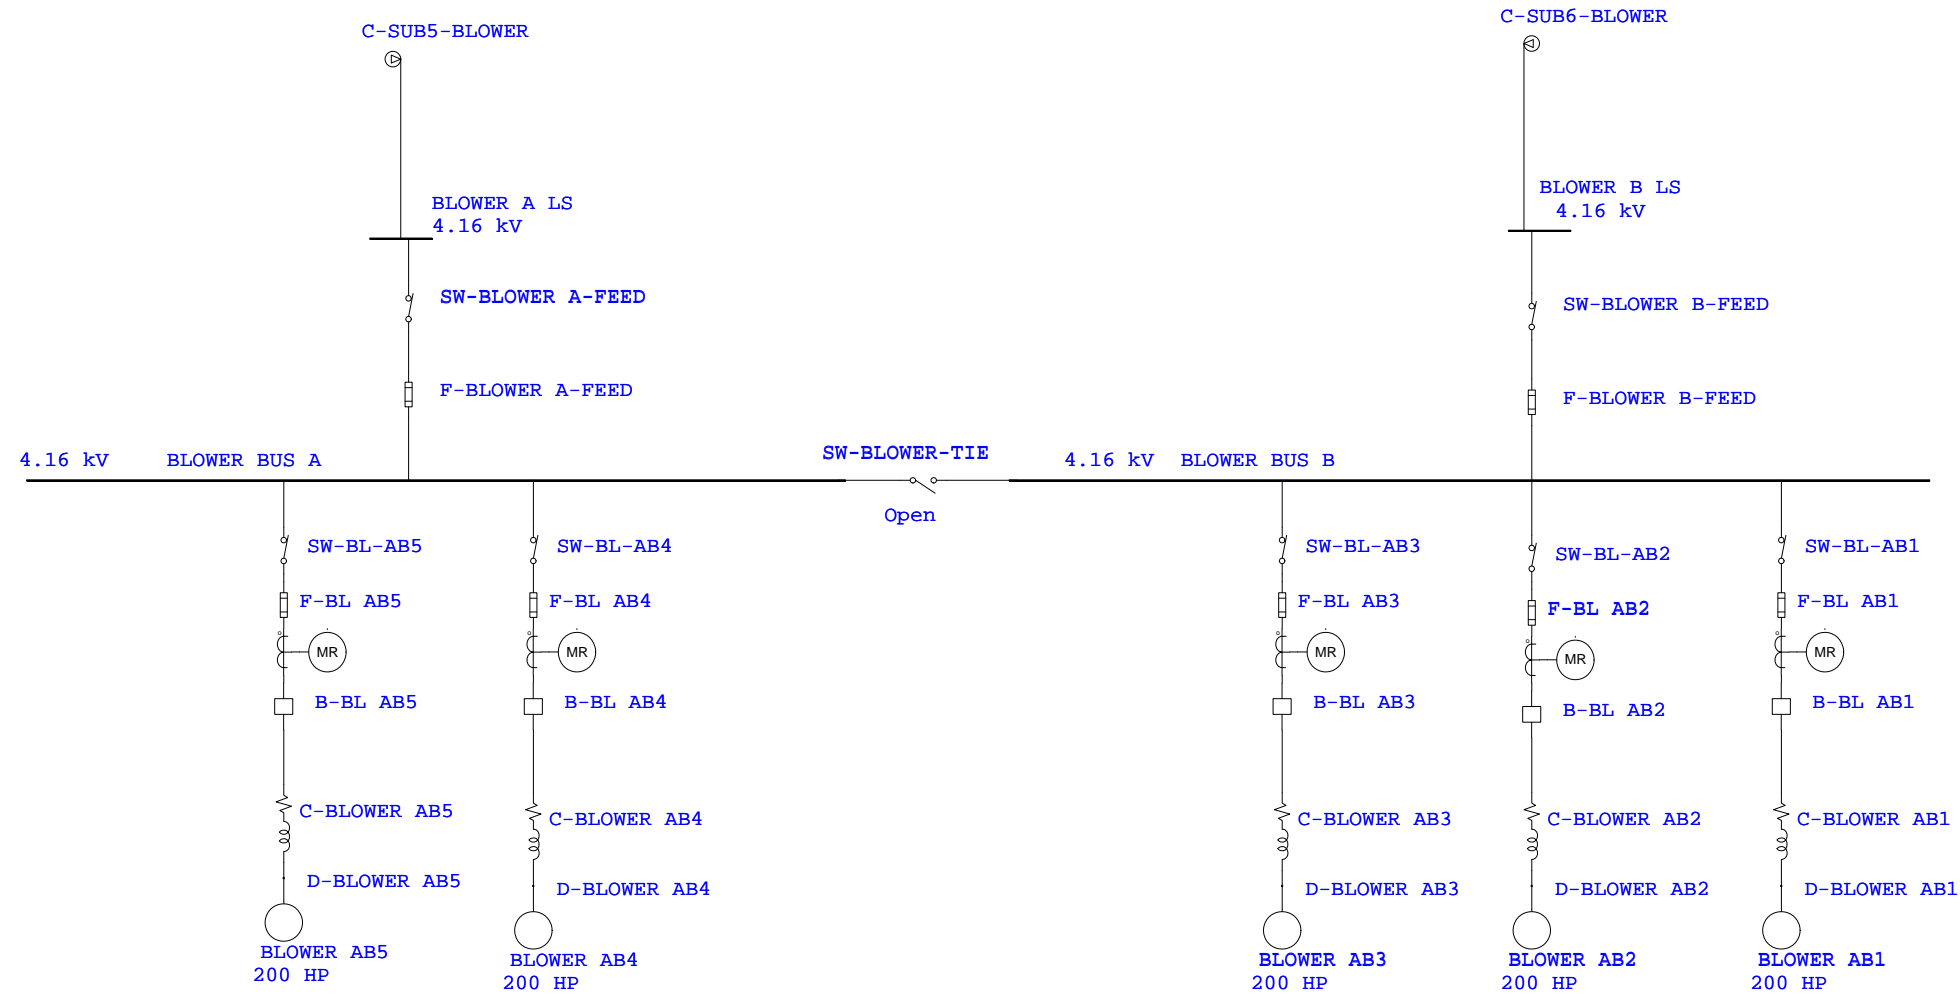 C-SUB5-BLOWER
C-SUB6-BLOWER
BLOWER A LS
4.16 kV
BLOWER B LS
4.16 kV
SW-BLOWER A-FEED
SW-BLOWER B-FEED
F-BLOWER A-FEED
F-BLOWER B-FEED
4.16 kV BLOWER BUS A
SW-BLOWER-TIE
4.16 kV BLOWER BUS B
Open
SW-BL-AB5
SW-BL-AB4
SW-BL-AB3
SW-BL-AB2
SW-BL-AB1
F-BL AB5
F-BL AB4
F-BL AB3
F-BL AB2
F-BL AB1
MR
MR
MR
MR
MR
B-BL AB5
B-BL AB4
B-BL AB3
B-BL AB2
B-BL AB1
C-BLOWER AB5
C-BLOWER AB4
C-BLOWER AB3
C-BLOWER AB2
C-BLOWER AB1
D-BLOWER AB5
D-BLOWER AB4
D-BLOWER AB3
D-BLOWER AB2
D-BLOWER AB1
BLOWER AB5
200 HP
BLOWER AB4
200 HP
BLOWER AB3
200 HP
BLOWER AB2
200 HP
BLOWER AB1
200 HP